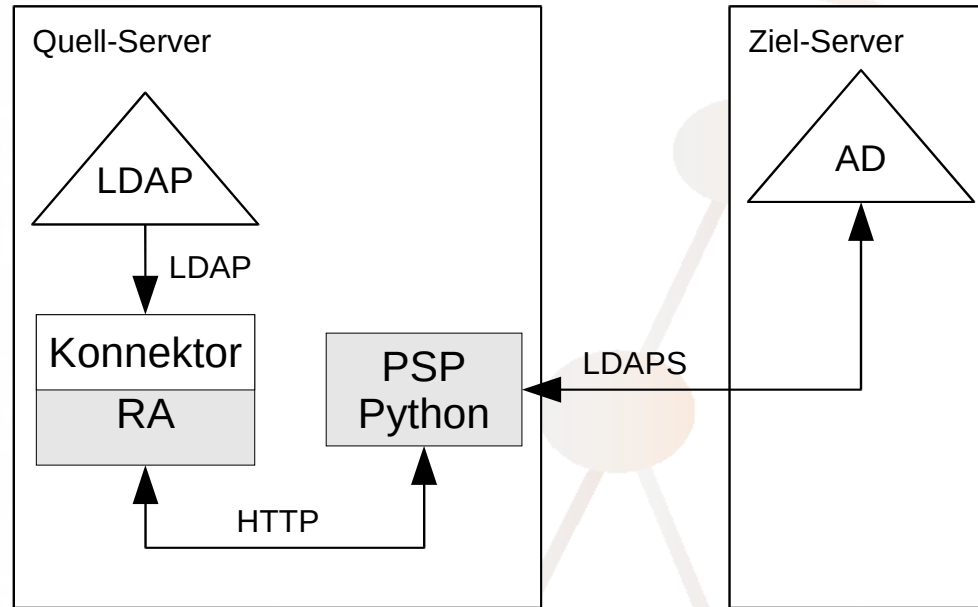 Quell-Server
Ziel-Server
LDAP
AD
LDAP
Konnektor
RA
PSP
Python
LDAPS
HTTP